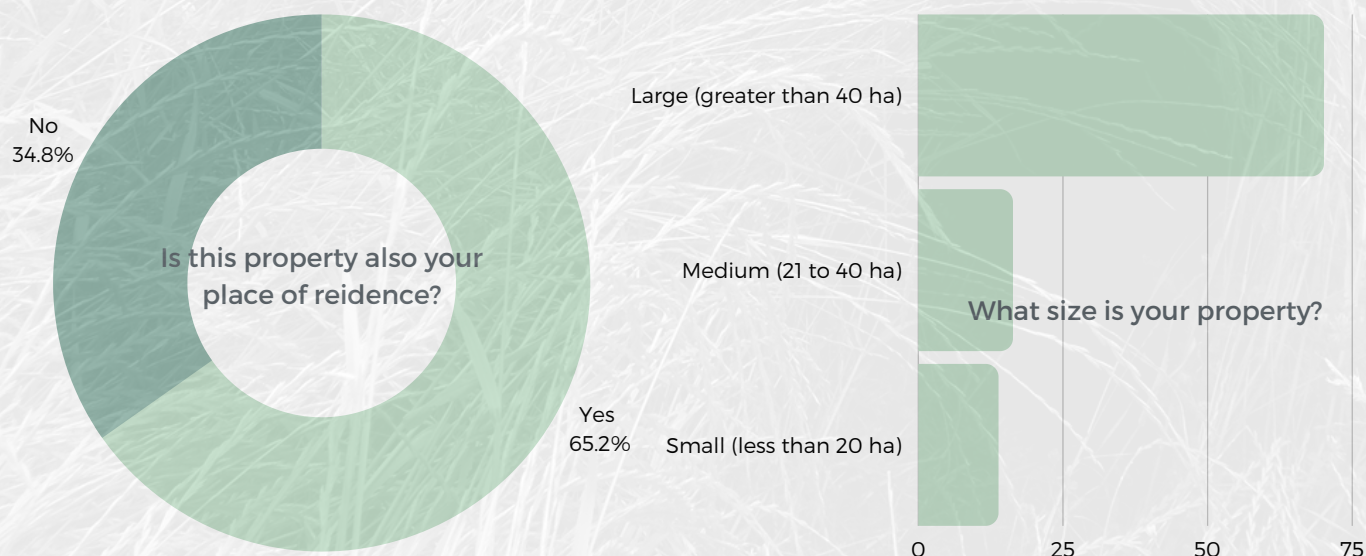 No
34.8%
Is this property also your
place of reidence?
Yes
65.2%
Large (greater than 40 ha)
Medium (21 to 40 ha)
What size is your property?
Small (less than 20 ha)
0 25 50 75